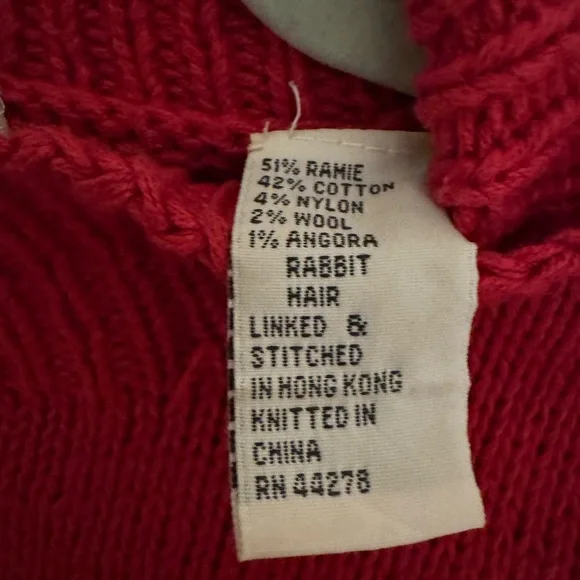 51% RAMIE
42% COTTON
4% NYLON
2% WOOL
1% ANGORA
RABBIT
HAIR
LINKED &
STITCHED
IN HONG KONG
KNITTED IN
CHINA
RN 44278